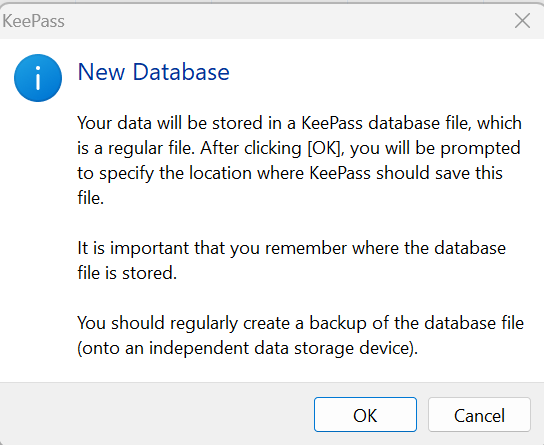 KeePass
New Database
Your data will be stored in a KeePass database file, which
is a regular file. After clicking [OK], you will be prompted
to specify the location where KeePass should save this
file.
It is important that you remember where the database
file is stored.
You should regularly create a backup of the database file
(onto an independent data storage device).
OK
Cancel